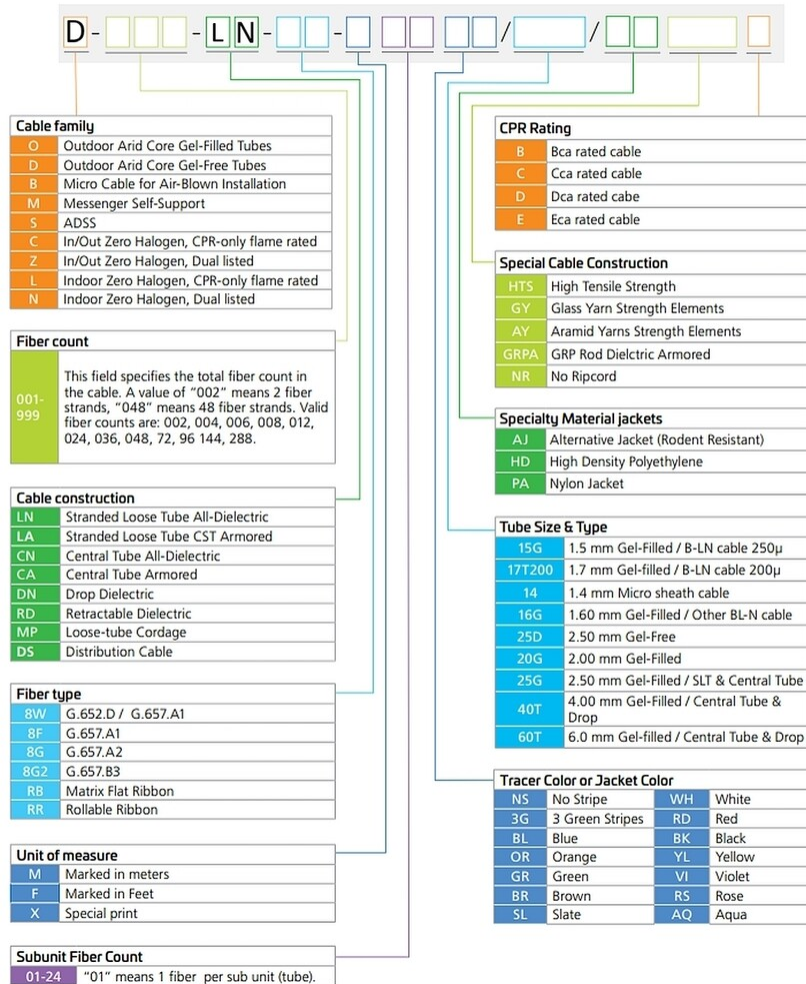 D - - L N - - / /
Cable family
O Outdoor Arid Core Gel-Filled Tubes
D Outdoor Arid Core Gel-Free Tubes
B Micro Cable for Air-Blown Installation
M Messenger Self-Support
S ADSS
C In/Out Zero Halogen, CPR-only flame rated
Z In/Out Zero Halogen, Dual listed
L Indoor Zero Halogen, CPR-only flame rated
N Indoor Zero Halogen, Dual listed
Fiber count
001-
999
This field specifies the total fiber count in
the cable. A value of “002” means 2 fiber
strands, “048” means 48 fiber strands. Valid
fiber counts are: 002, 004, 006, 008, 012,
024, 036, 048, 72, 96 144, 288.
Cable construction
LN Stranded Loose Tube All-Dielectric
LA Stranded Loose Tube CST Armored
CN Central Tube All-Dielectric
CA Central Tube Armored
DN Drop Dielectric
RD Retractable Dielectric
MP Loose-tube Cordage
DS Distribution Cable
Fiber type
8W G.652.D / G.657.A1
8F G.657.A1
8G G.657.A2
8G2 G.657.B3
RB Matrix Flat Ribbon
RR Rollable Ribbon
Unit of measure
M Marked in meters
F Marked in Feet
X Special print
Subunit Fiber Count
01-24 “01” means 1 fiber per sub unit (tube).
CPR Rating
B Bca rated cable
C Cca rated cable
D Dca rated cabe
E Eca rated cable
Special Cable Construction
HTS High Tensile Strength
GY Glass Yarn Strength Elements
AY Aramid Yarns Strength Elements
GRPA GRP Rod Dielctric Armored
NR No Ripcord
Specialty Material jackets
AJ Alternative Jacket (Rodent Resistant)
HD High Density Polyethylene
PA Nylon Jacket
Tube Size & Type
15G 1.5 mm Gel-Filled / B-LN cable 250µ
17T200 1.7 mm Gel-filled / B-LN cable 200µ
14 1.4 mm Micro sheath cable
16G 1.60 mm Gel-Filled / Other BL-N cable
25D 2.50 mm Gel-Free
20G 2.00 mm Gel-Filled
25G 2.50 mm Gel-Filled / SLT & Central Tube
40T 4.00 mm Gel-Filled / Central Tube &
Drop
60T 6.0 mm Gel-filled / Central Tube & Drop
Tracer Color or Jacket Color
NS No Stripe WH White
3G 3 Green Stripes RD Red
BL Blue BK Black
OR Orange YL Yellow
GR Green VI Violet
BR Brown RS Rose
SL Slate AQ Aqua